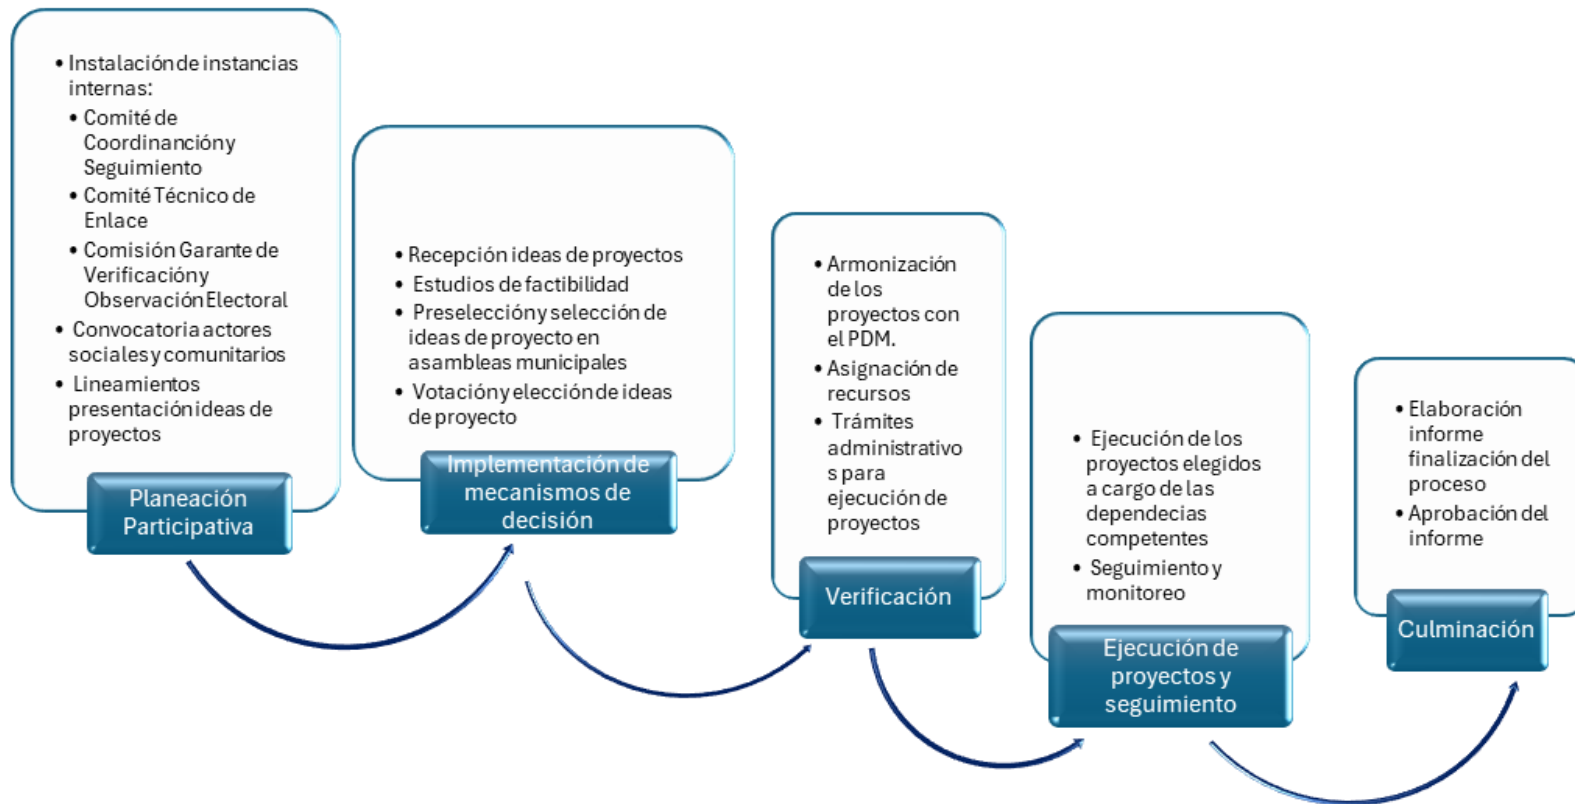 • Instalación de instancias
internas:
• Comité de
Coordinanción y
Seguimiento
• Comité Técnico de
Enlace
• Comisión Garante de
Verificación y
Observación Electoral
• Convocatoria actores
sociales y comunitarios
• Lineamientos
presentación ideas de
proyectos
Planeación
Participativa
• Recepción ideas de proyectos
• Estudios de factibilidad
• Preselección y selección de
ideas de proyecto en
asambleas municipales
• Votación y elección de ideas
de proyecto
Implementación de
mecanismos de
decisión
• Armonización
de los
proyectos con
el PDM.
• Asignación de
recursos
• Trámites
administrativo
s para
ejecución de
proyectos
Verificación
• Ejecución de los
proyectos elegidos
a cargo de las
dependecias
competentes
• Seguimiento y
monitoreo
Ejecución de
proyectos y
seguimiento
• Elaboración
informe
finalización del
proceso
• Aprobación del
informe
Culminación